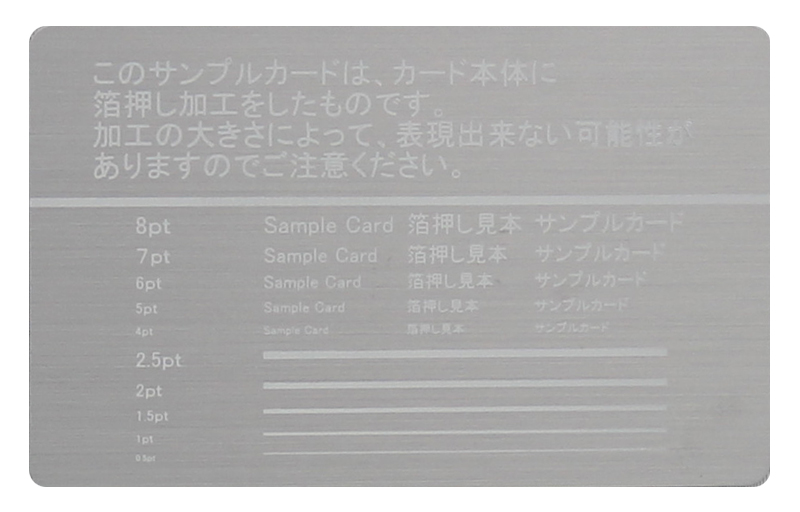 このサンプルカードは、カード本体に
箔押し加工をしたものです。
加工の大きさによって、表現出来ない可能性が
ありますのでご注意ください。
8pt Sample Card 箔押し見本 サンプルカード
7pt Sample Card 箔押し見本 サンプルカード
6pt Sample Card 箔押し見本 サンプルカード
5pt Sample Card 箔押し見本 サンプルカード
4pt Sample Card 箔押し見本 サンプルカード
2.5pt
2pt
1.5pt
1pt
0.5pt